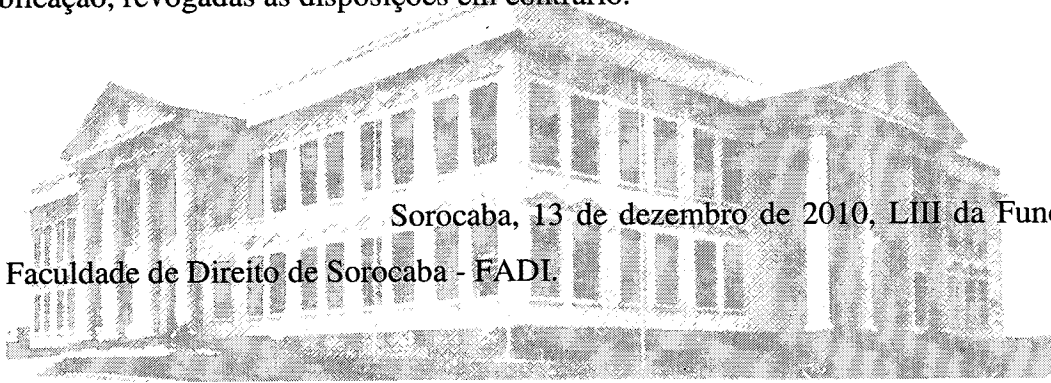 revogadas as disposições em contrário.
Sorocaba, 13 de dezembro de 2010, LIII da
Faculdade de Direito de Sorocaba - FADI.